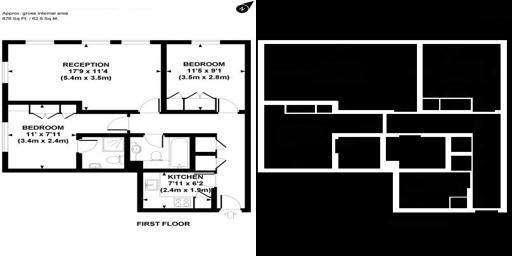 Approx. gross internal area
676 Sq Ft. / 62.8 Sq M.
RECEPTION
17'9 x 11'4
(5.4m x 3.5m)
BEDROOM
11'5 x 9'1
(3.5m x 2.8m)
BEDROOM
11' x 7'11
(3.4m x 2.4m)
KITCHEN
7'11 x 6'2
(2.4m x 1.9m)
FIRST FLOOR